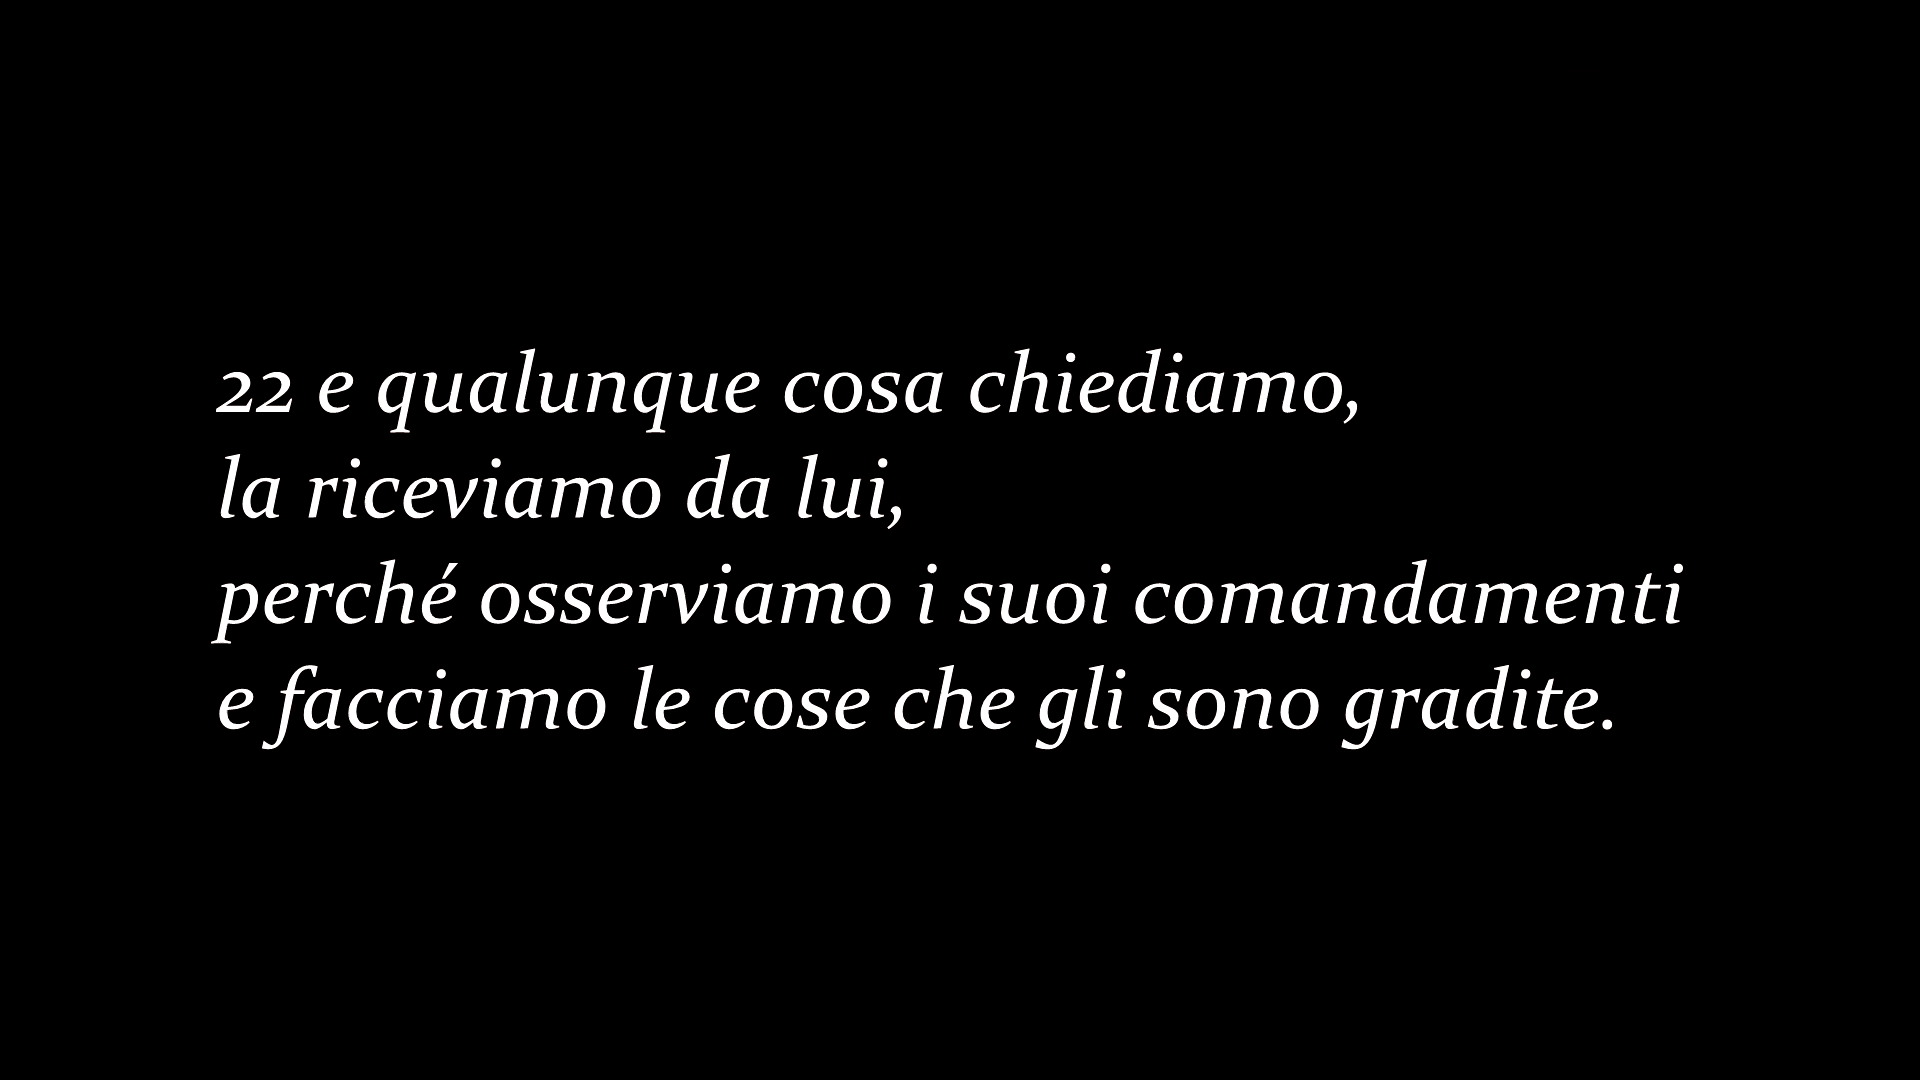 22 e qualunque cosa chiediamo,
la riceviamo da lui,
perché osserviamo i suoi comandamenti
e facciamo le cose che gli sono gradite.